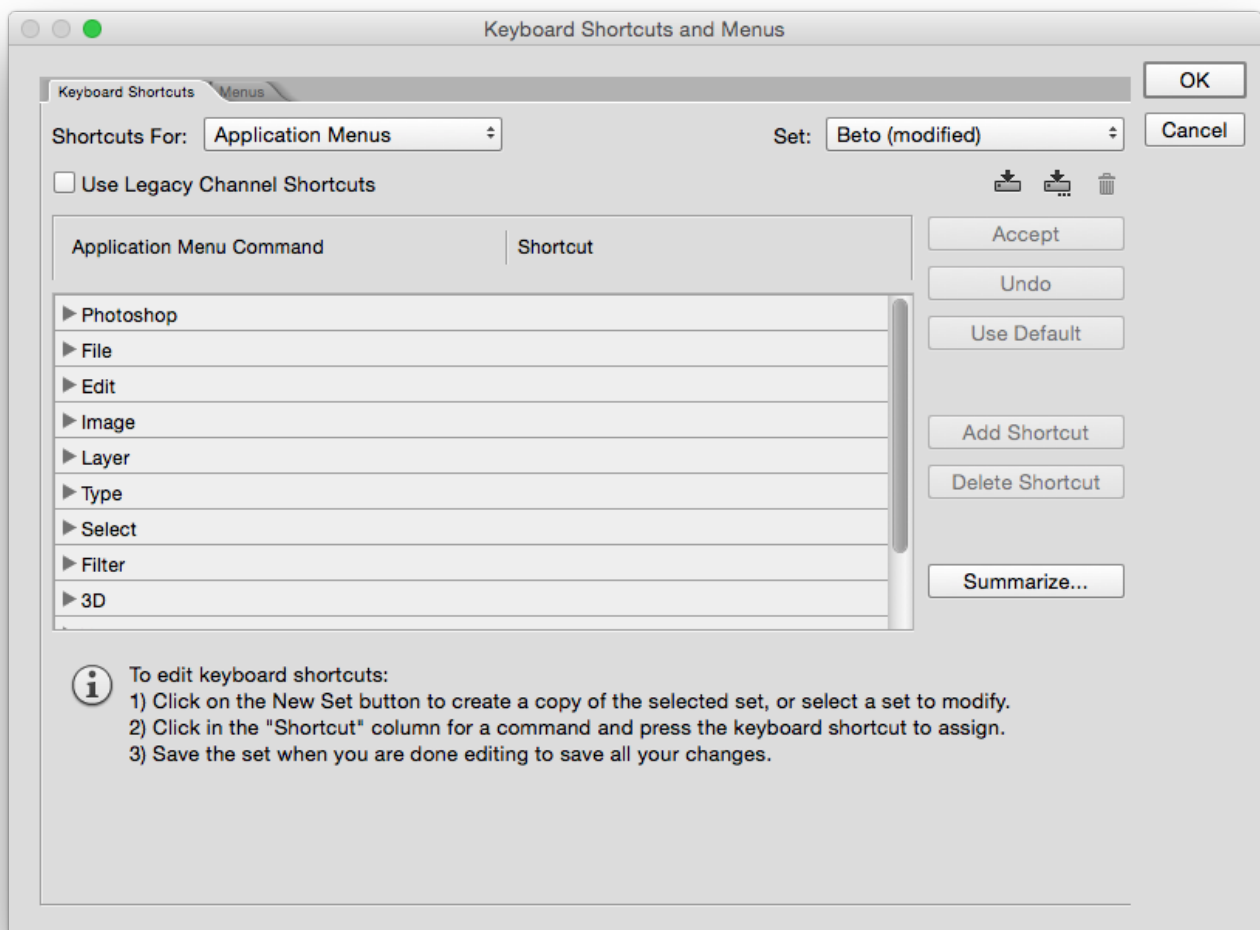 Keyboard Shortcuts and Menus
Keyboard Shortcuts Menus
OK
Shortcuts For: Application Menus Set: Beto (modified)
Cancel
Use Legacy Channel Shortcuts
Application Menu Command Shortcut
Accept
Undo
Use Default
Add Shortcut
Delete Shortcut
Summarize...
Photoshop
File
Edit
Image
Layer
Type
Select
Filter
3D
To edit keyboard shortcuts:
1) Click on the New Set button to create a copy of the selected set, or select a set to modify.
2) Click in the "Shortcut" column for a command and press the keyboard shortcut to assign.
3) Save the set when you are done editing to save all your changes.